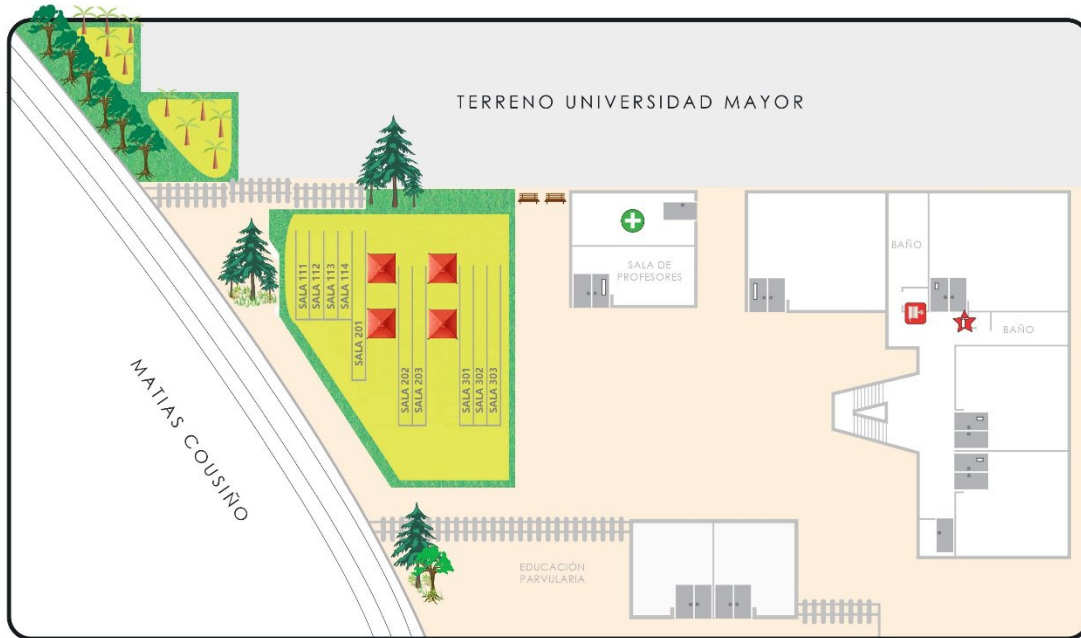 TERRENO UNIVERSIDAD MAYOR
SALA 111
SALA 112
SALA 113
SALA 114
SALA 201
SALA 202
SALA 203
SALA 301
SALA 302
SALA 303
SALA DE
PROFESORES
BAÑO
BAÑO
MATIAS COUSIÑO
EDUCACIÓN
PARVULARIA